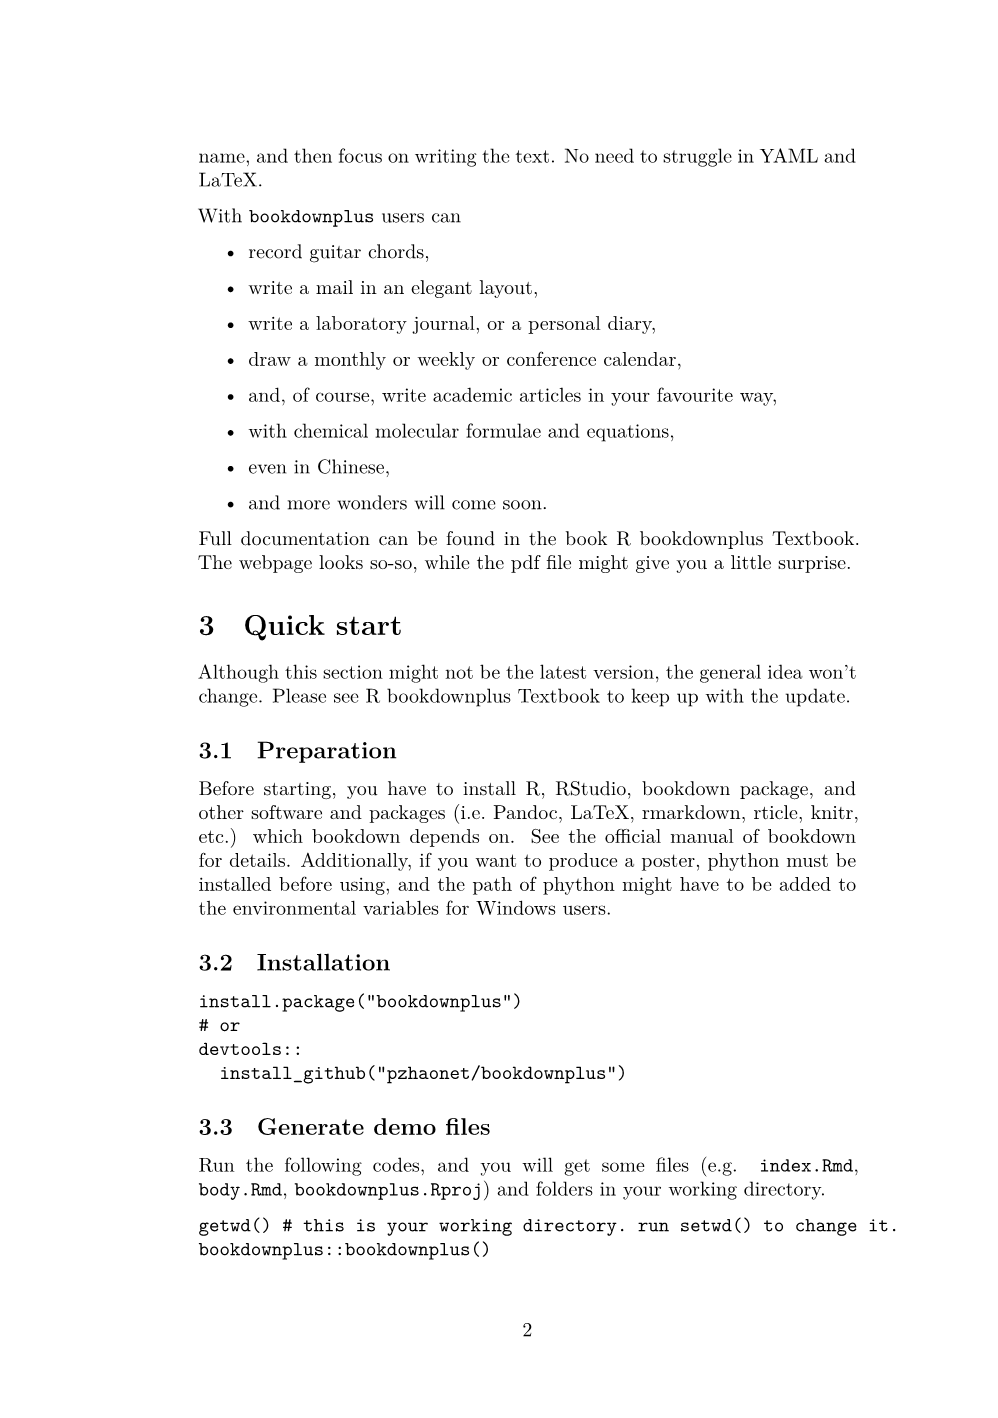 name, and then focus on writing the text. No need to struggle in YAML and
LaTeX.
With bookdownplus users can
• record guitar chords,
• write a mail in an elegant layout,
• write a laboratory journal, or a personal diary,
• draw a monthly or weekly or conference calendar,
• and, of course, write academic articles in your favourite way,
• with chemical molecular formulae and equations,
• even in Chinese,
• and more wonders will come soon.
Full documentation can be found in the book R bookdownplus Textbook.
The webpage looks so-so, while the pdf file might give you a little surprise.
3 Quick start
Although this section might not be the latest version, the general idea won't
change. Please see R bookdownplus Textbook to keep up with the update.
3.1 Preparation
Before starting, you have to install R, RStudio, bookdown package, and
other software and packages (i.e. Pandoc, LaTeX, rmarkdown, rticle, knitr,
etc.) which bookdown depends on. See the official manual of bookdown
for details. Additionally, if you want to produce a poster, phython must be
installed before using, and the path of phython might have to be added to
the environmental variables for Windows users.
3.2 Installation
install.package("bookdownplus")
# or
devtools::
  install_github("pzhaonet/bookdownplus")
3.3 Generate demo files
Run the following codes, and you will get some files (e.g. index.Rmd,
body.Rmd, bookdownplus.Rproj) and folders in your working directory.
getwd() # this is your working directory. run setwd() to change it.
bookdownplus::bookdownplus()
2